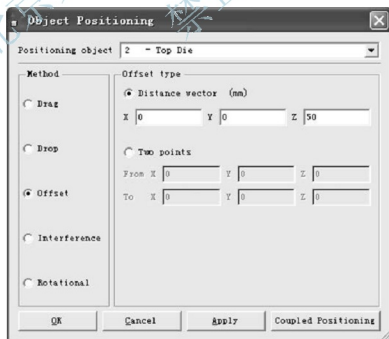 Object Positioning
Positioning object 2 - Top Die
Method
Offset type
Distance vector (mm)
Drag
X 0 Y 0 Z 50
Drop
Two points
From X 0 Y 0 Z 0
Offset
To X 0 Y 0 Z 0
Interference
Rotational
OK Cancel Apply Coupled Positioning